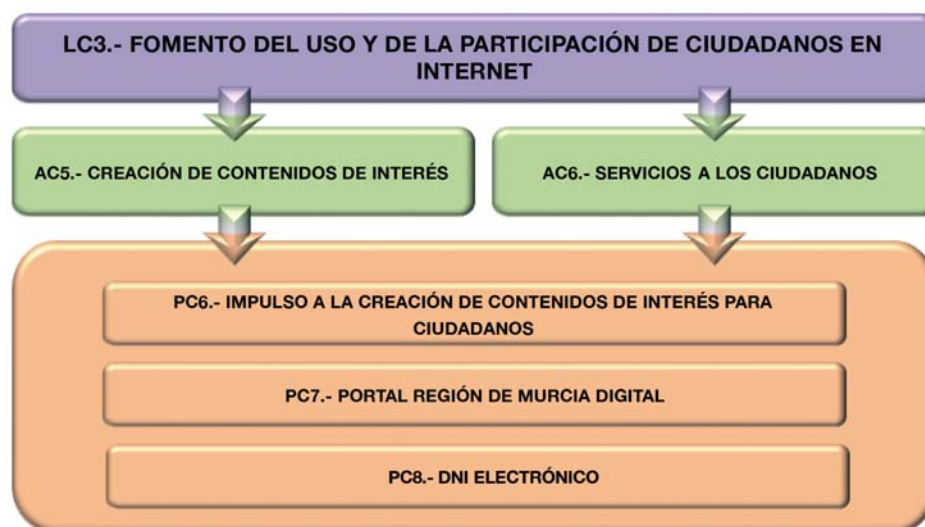 LC3.- FOMENTO DEL USO Y DE LA PARTICIPACIÓN DE CIUDADANOS EN
INTERNET
AC5.- CREACIÓN DE CONTENIDOS DE INTERÉS
AC6.- SERVICIOS A LOS CIUDADANOS
PC6.- IMPULSO A LA CREACIÓN DE CONTENIDOS DE INTERÉS PARA
CIUDADANOS
PC7.- PORTAL REGIÓN DE MURCIA DIGITAL
PC8.- DNI ELECTRÓNICO